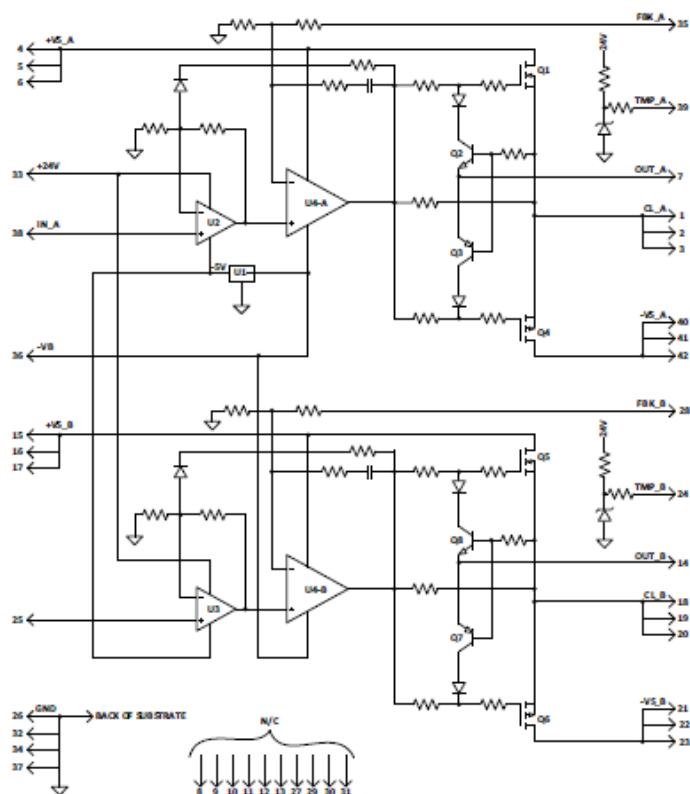 FBK_A 35
4 +VS_A
5
6
Q1
24V
TMP_A 39
Q2
33 +24V
OUT_A 7
U4-A
38 IN_A
U2
CL_A 1
2
3
-5V U1
Q3
Q4
-VS_A 40
41
42
36 -VB
FBK_B 28
15 +VS_B
16
17
Q5
24V
TMP_B 24
Q8
OUT_B 14
U4-B
25
U3
CL_B 18
19
20
Q7
Q6
-VS_B 21
22
23
26 GND BACK OF SUBSTRATE
32
34
37
N/C
8 9 10 11 12 13 27 29 30 31